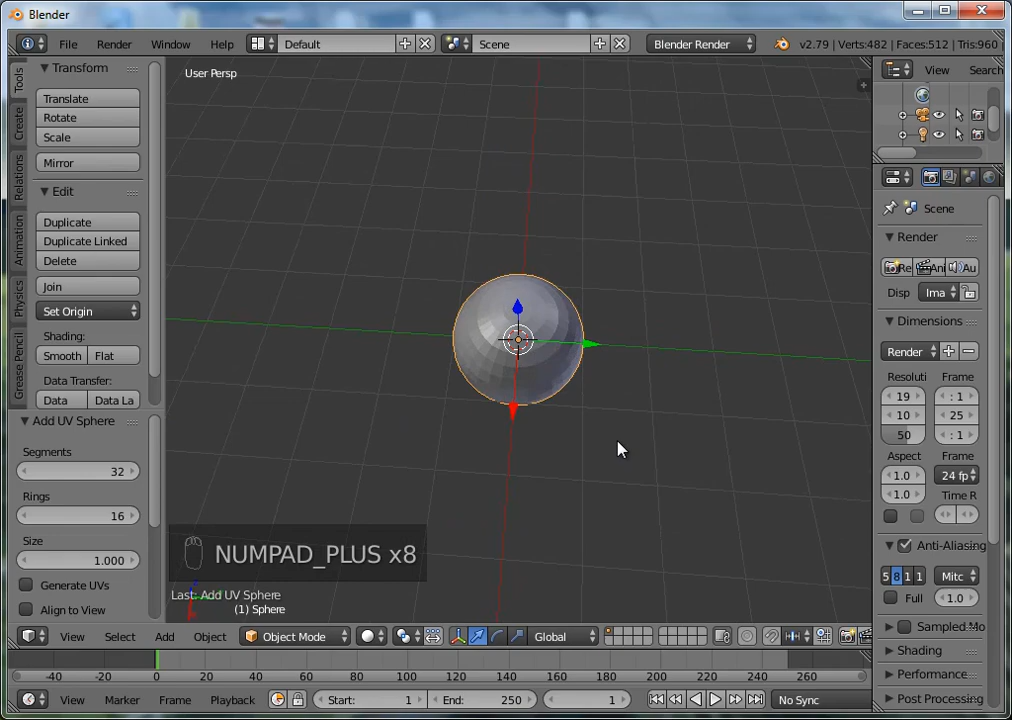 Blender
File Render Window Help Default Scene Blender Render v2.79 | Verts:482 | Faces:512 | Tris:960
Tools
Create
Relations
Animation
Physics
Grease Pencil
Transform
Translate
Rotate
Scale
Mirror
Edit
Duplicate
Duplicate Linked
Delete
Join
Set Origin
Shading:
Smooth Flat
Data Transfer:
Data Data La
Add UV Sphere
Segments
32
Rings
16
Size
1.000
Generate UVs
Align to View
User Persp
NUMPAD_PLUS x8
Last: Add UV Sphere
(1) Sphere
View Search
Scene
Render
Re Ani Au
Disp Ima
Dimensions
Render
Resoluti Frame
19 : 1
10 25
50 : 1
Aspect Frame
1.0 24 fp
1.0 Time R
Anti-Aliasing
5 8 1 1 Mitc
Full 1.0
Sampled Mo
Shading
Performance
Post Processing
View Select Add Object Object Mode Global
-40 -20 0 20 40 60 80 100 120 140 160 180 200 220 240 260
View Marker Frame Playback Start: 1 End: 250 1 No Sync